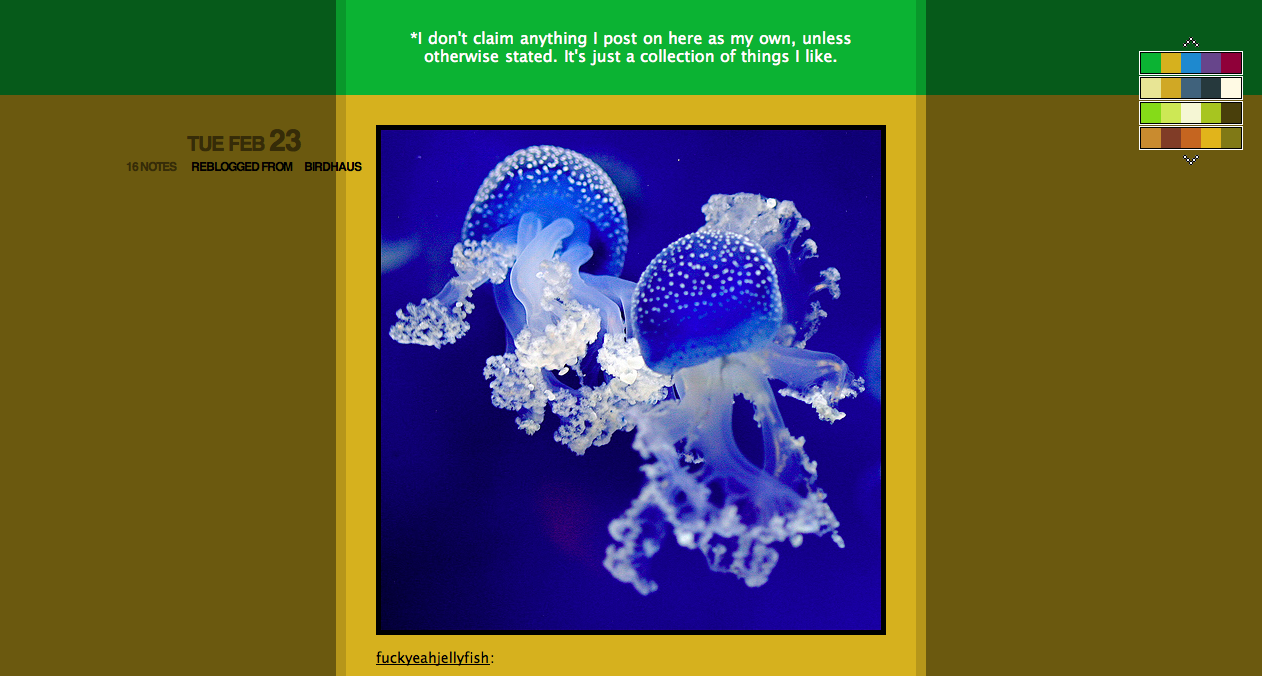 *I don't claim anything I post on here as my own, unless
otherwise stated. It's just a collection of things I like.
TUE FEB 23
16 NOTES REBLOGGED FROM BIRDHAUS
fuckyeahjellyfish: